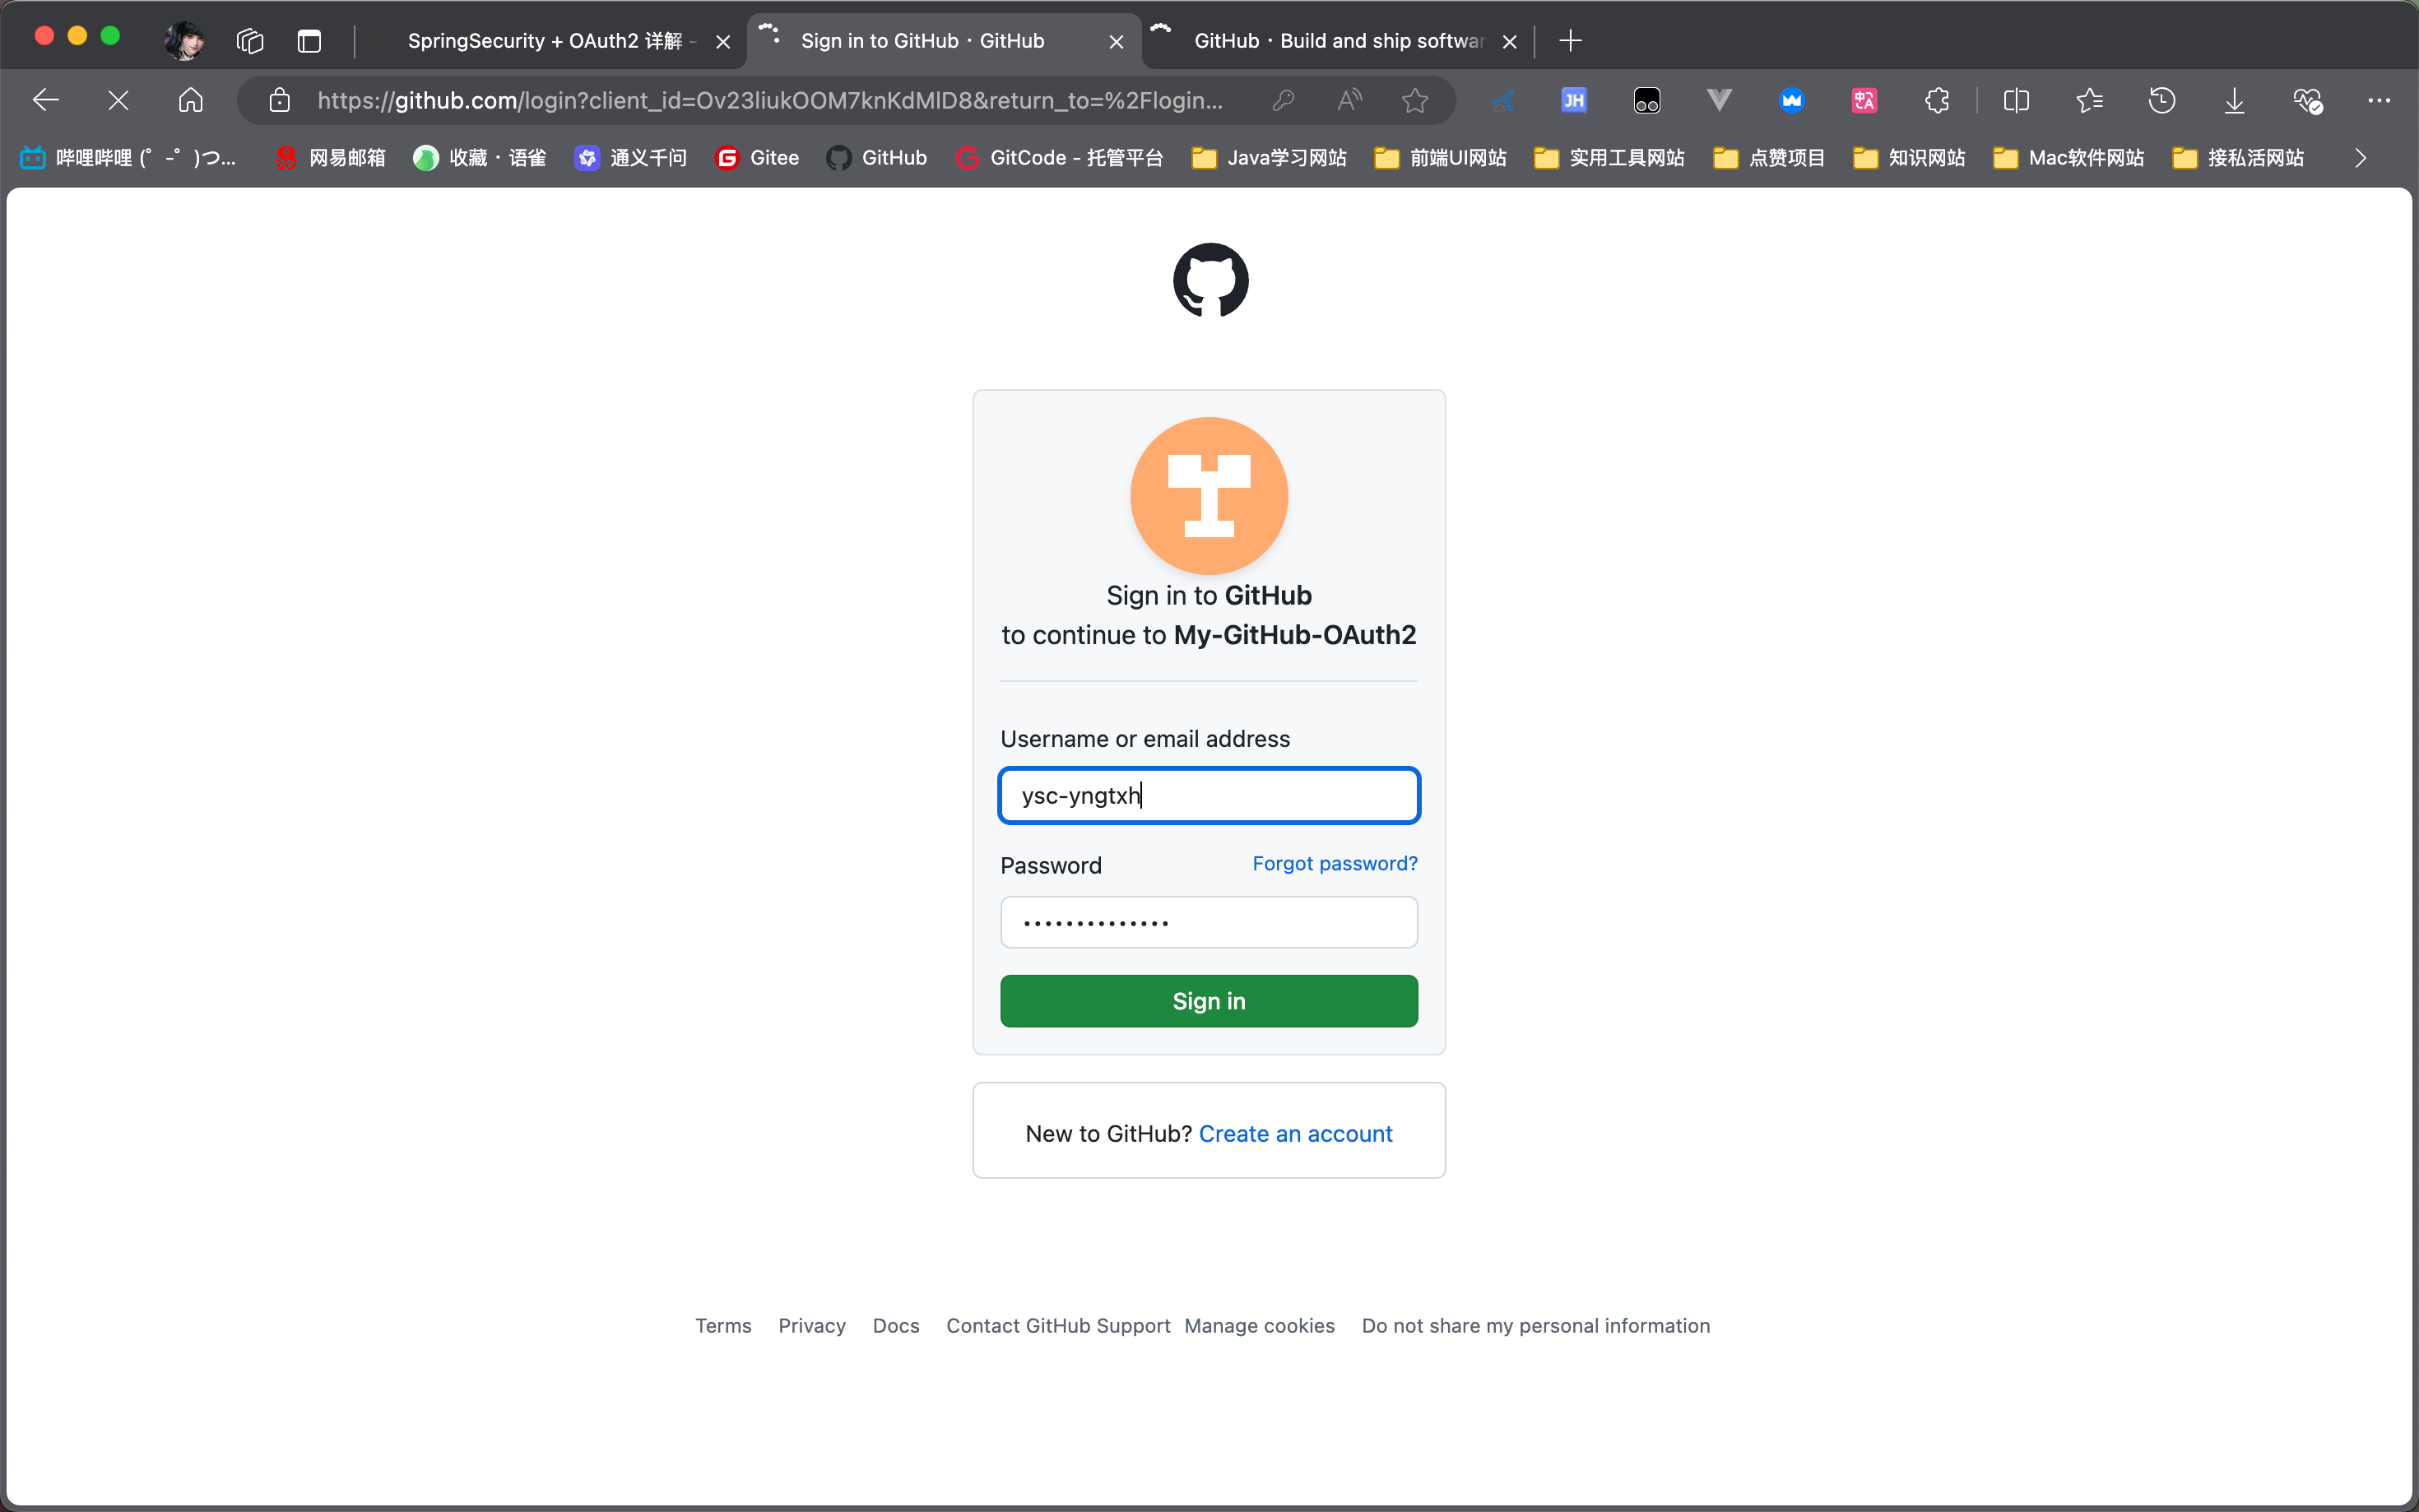 SpringSecurity + OAuth2 详解 -
Sign in to GitHub · GitHub
GitHub · Build and ship softwar
https://github.com/login?client_id=Ov23liukOOM7knKdMlD8&return_to=%2Flogin...
JH
哔哩哔哩 (゜-゜)つ...
网易邮箱
收藏 · 语雀
通义千问
Gitee
GitHub
GitCode - 托管平台
Java学习网站
前端UI网站
实用工具网站
点赞项目
知识网站
Mac软件网站
接私活网站
Sign in to GitHub
to continue to My-GitHub-OAuth2
Username or email address
ysc-yngtxh
Password
Forgot password?
Sign in
New to GitHub? Create an account
Terms
Privacy
Docs
Contact GitHub Support
Manage cookies
Do not share my personal information